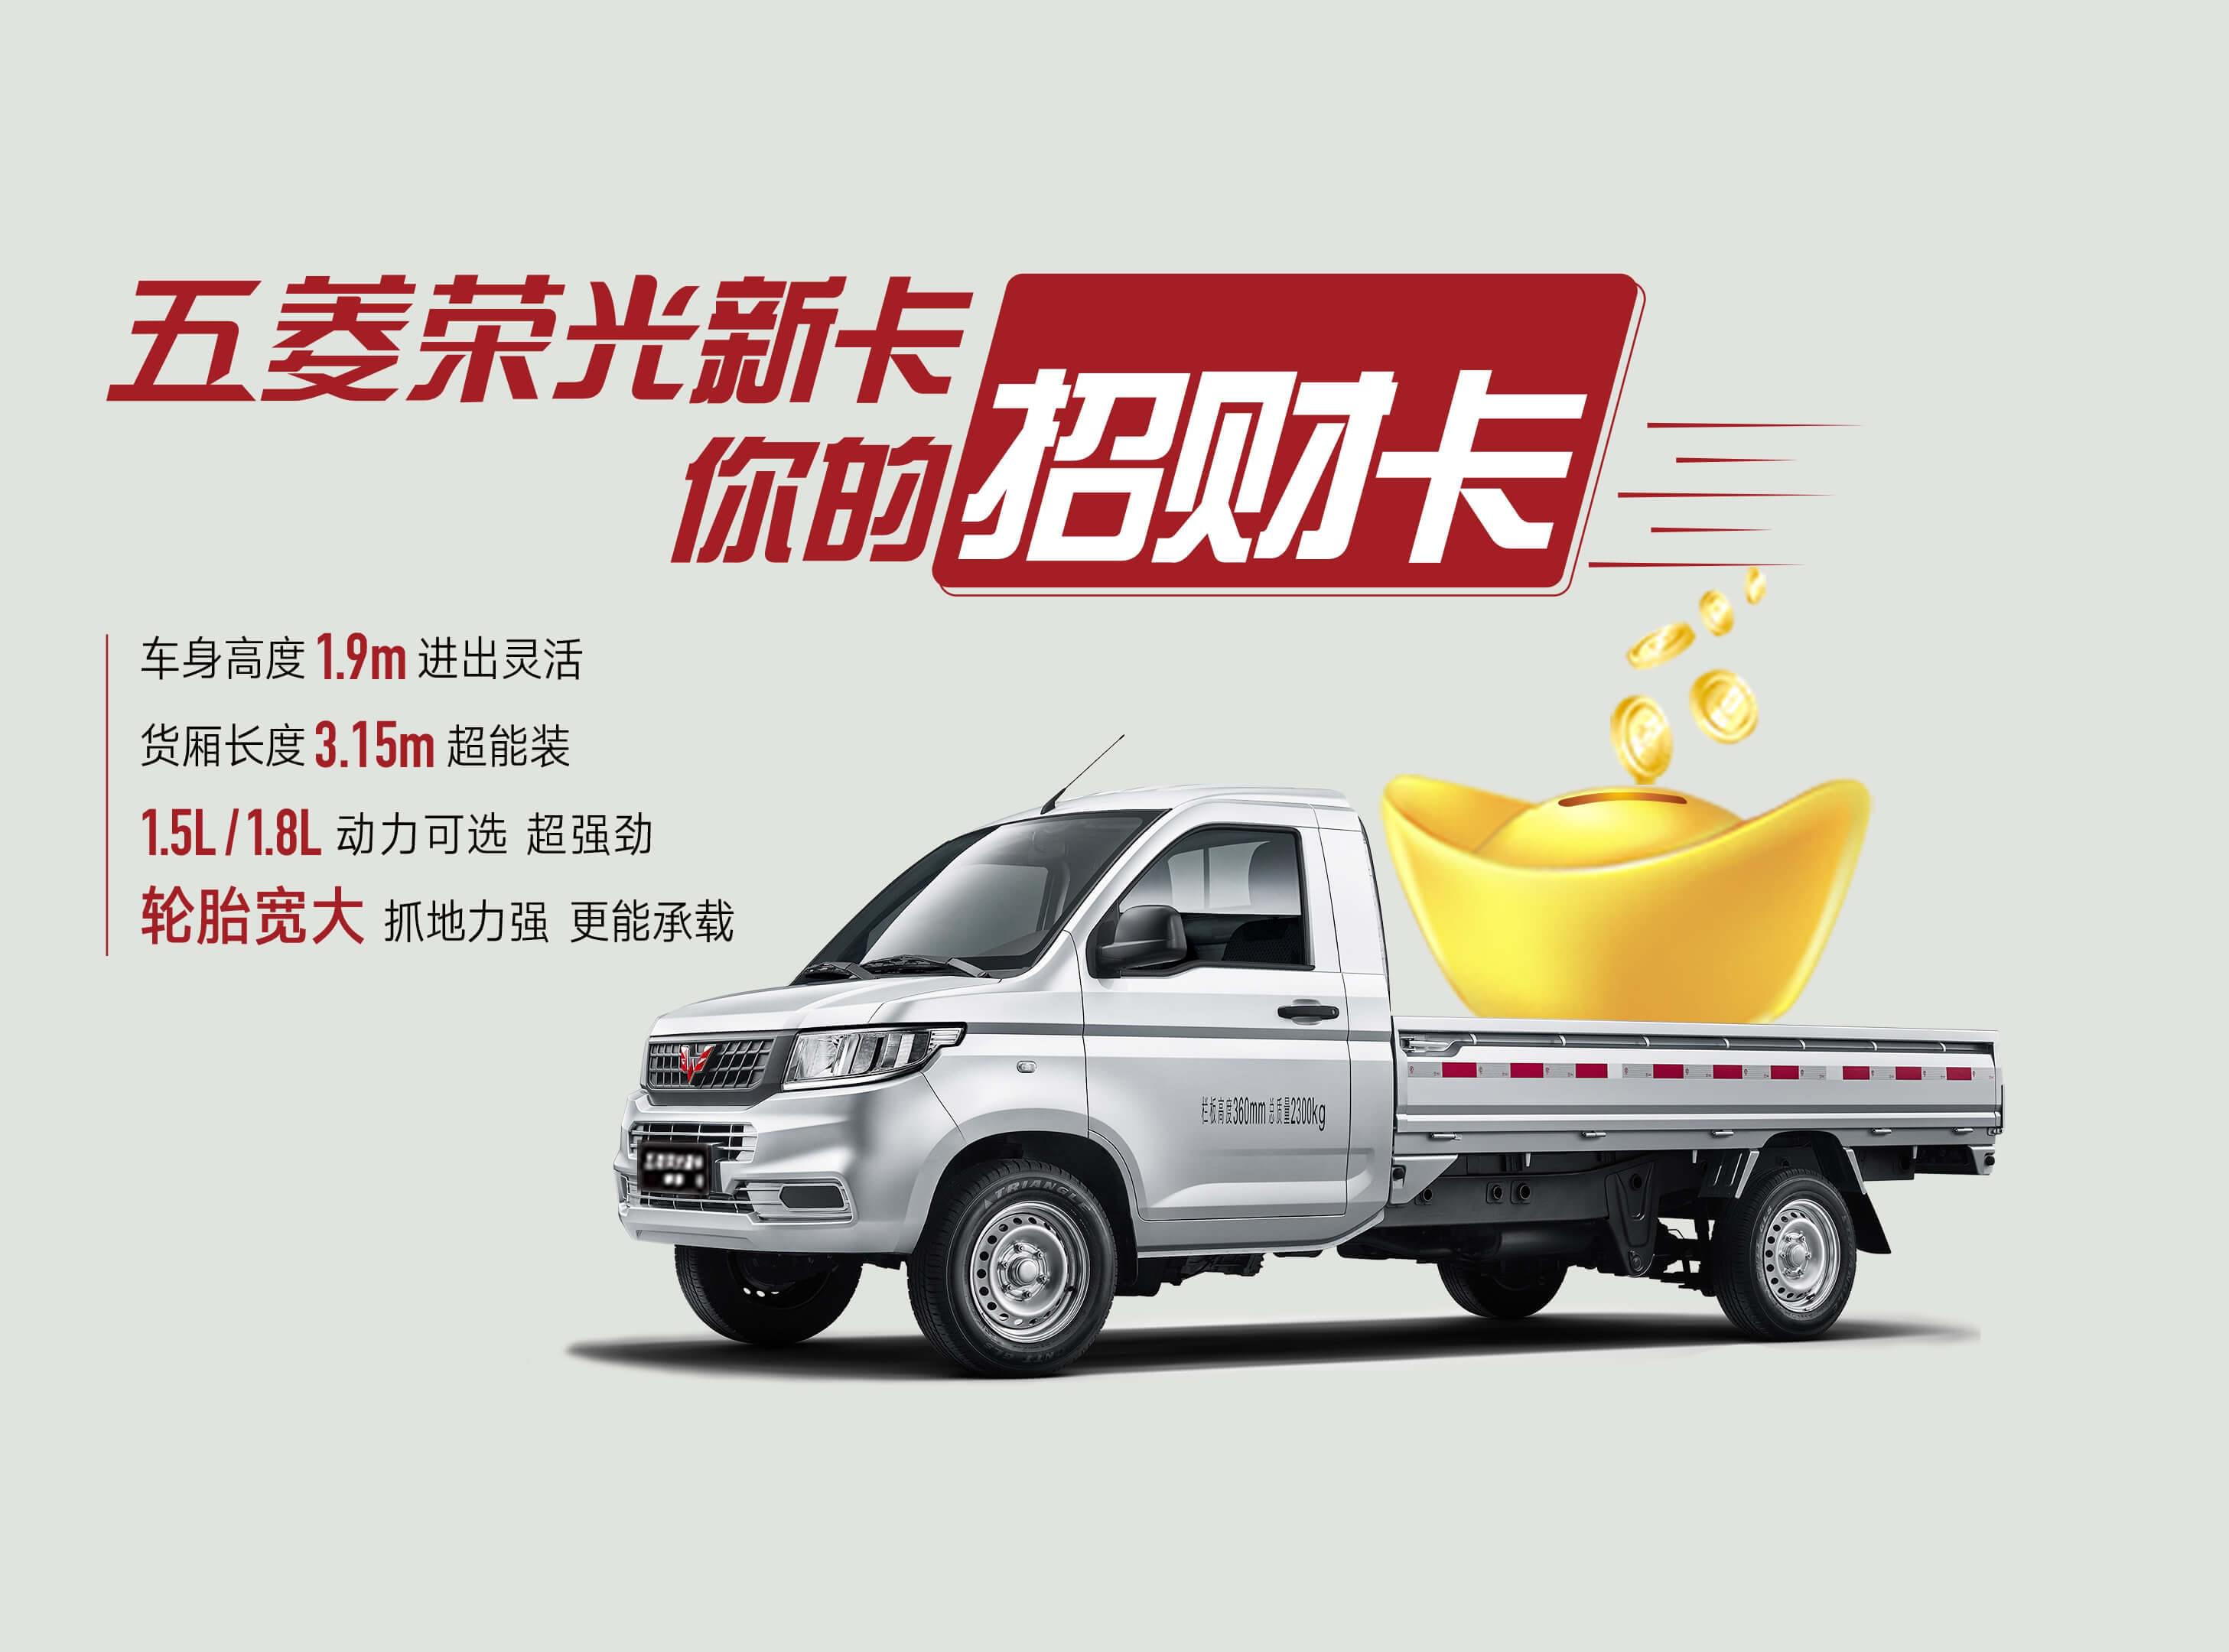 五菱荣光新卡
你的招财卡
车身高度 1.9m 进出灵活
货厢长度 3.15m 超能装
1.5L / 1.8L 动力可选 超强劲
轮胎宽大 抓地力强 更能承载
栏板高度360mm 总质量2300kg
TRIANGLE